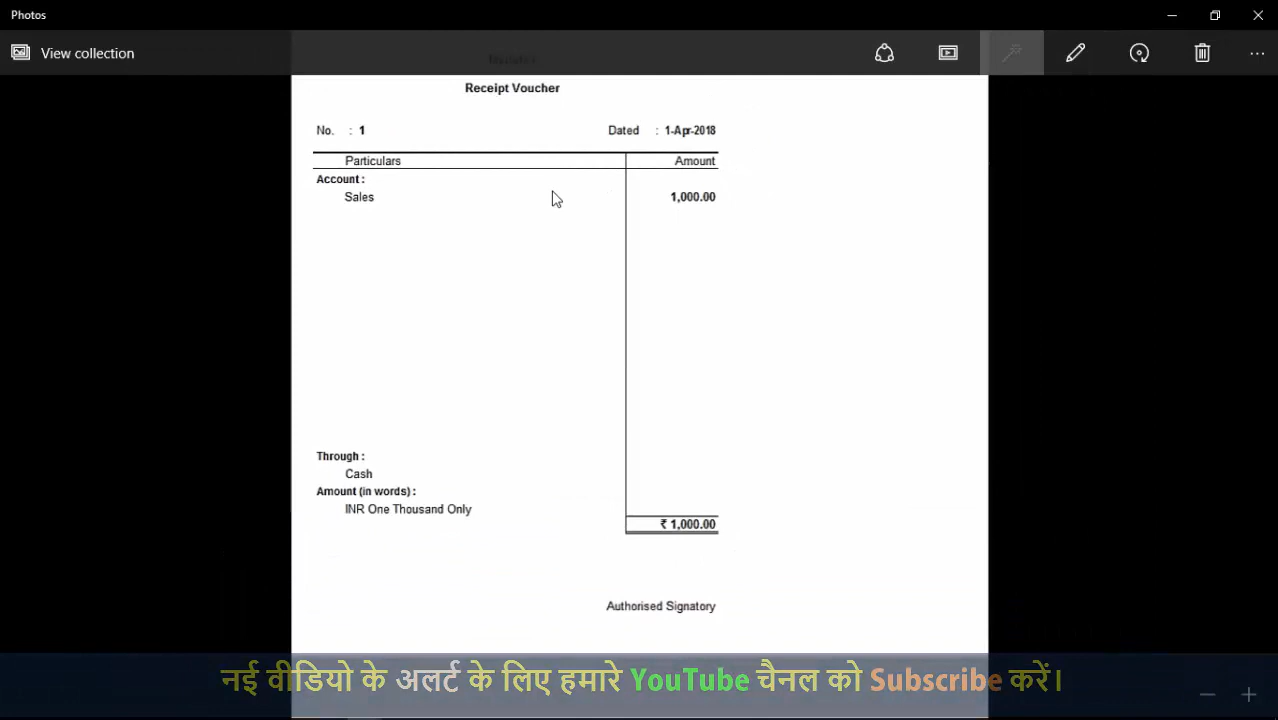 Photos
View collection
Receipt Voucher
No. : 1 Dated : 1-Apr-2018
Particulars Amount
Account :
Sales 1,000.00
Through :
Cash
Amount (in words) :
INR One Thousand Only
₹ 1,000.00
Authorised Signatory
नई वीडियो के अलर्ट के लिए हमारे YouTube चैनल को Subscribe करें।